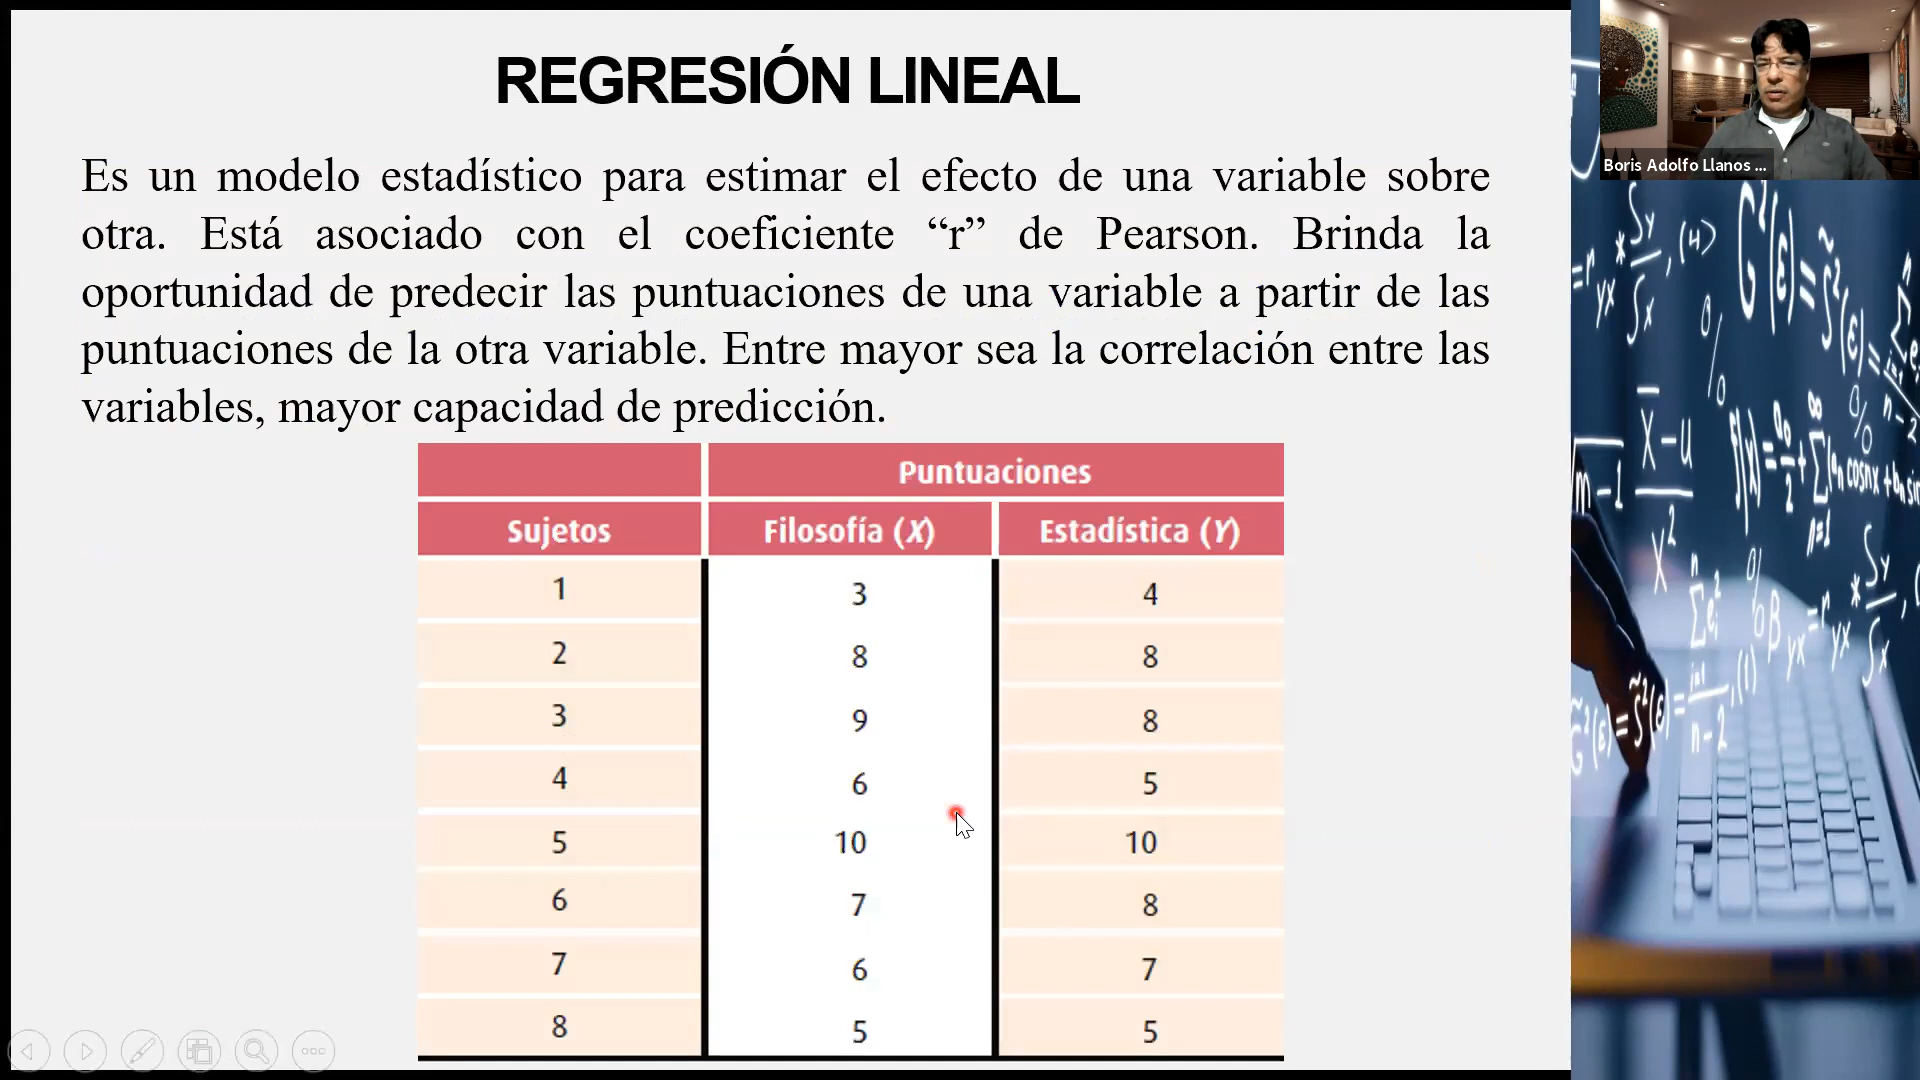 REGRESIÓN LINEAL
Es un modelo estadístico para estimar el efecto de una variable sobre
otra. Está asociado con el coeficiente “r” de Pearson. Brinda la
oportunidad de predecir las puntuaciones de una variable a partir de las
puntuaciones de la otra variable. Entre mayor sea la correlación entre las
variables, mayor capacidad de predicción.
Puntuaciones
Sujetos Filosofía (X) Estadística (Y)
1 3 4
2 8 8
3 9 8
4 6 5
5 10 10
6 7 8
7 6 7
8 5 5
Boris Adolfo Llanos ...